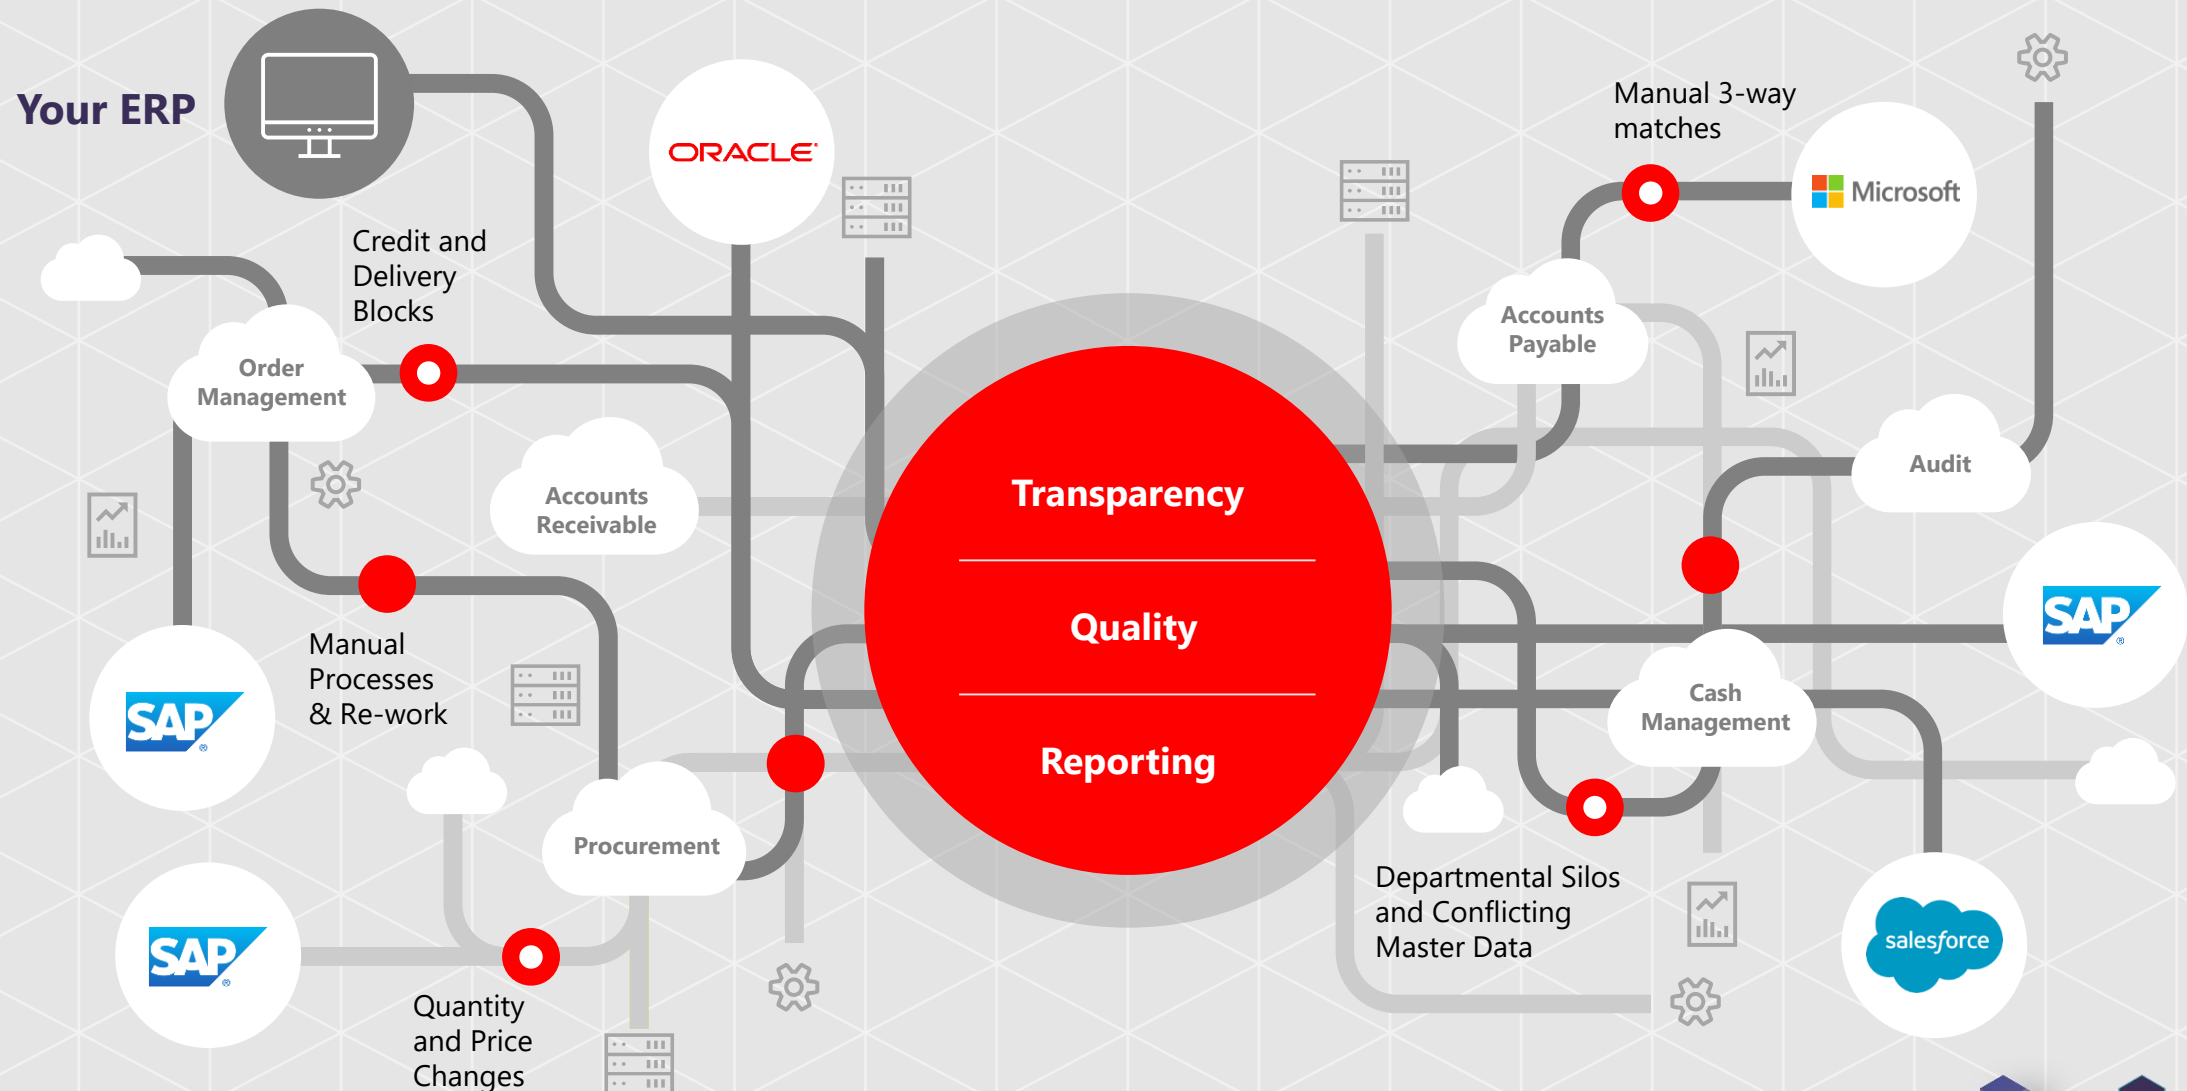 Your ERP
ORACLE
Manual 3-way
matches
Microsoft
Credit and
Delivery
Blocks
Accounts
Payable
Order
Management
Audit
Accounts
Receivable
Transparency
Quality
Reporting
SAP
Manual
Processes
& Re-work
SAP
Cash
Management
Procurement
Departmental Silos
and Conflicting
Master Data
SAP
salesforce
Quantity
and Price
Changes